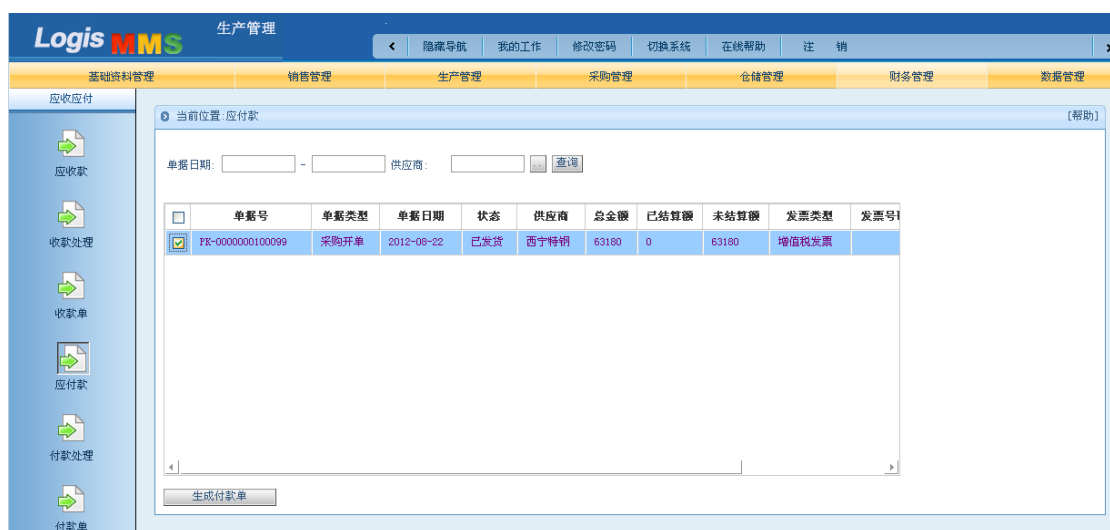 Logis MMS
生产管理
隐藏导航 我的工作 修改密码 切换系统 在线帮助 注 销
基础资料管理 销售管理 生产管理 采购管理 仓储管理 财务管理 数据管理
应收应付
当前位置:应付款 [帮助]
应收款
单据日期: - 供应商: .. 查询
收款处理
单据号 单据类型 单据日期 状态 供应商 总金额 已结算额 未结算额 发票类型 发票号
PK-0000000100099 采购开单 2012-08-22 已发货 西宁特钢 63180 0 63180 增值税发票
收款单
应付款
付款处理
生成付款单
付款单